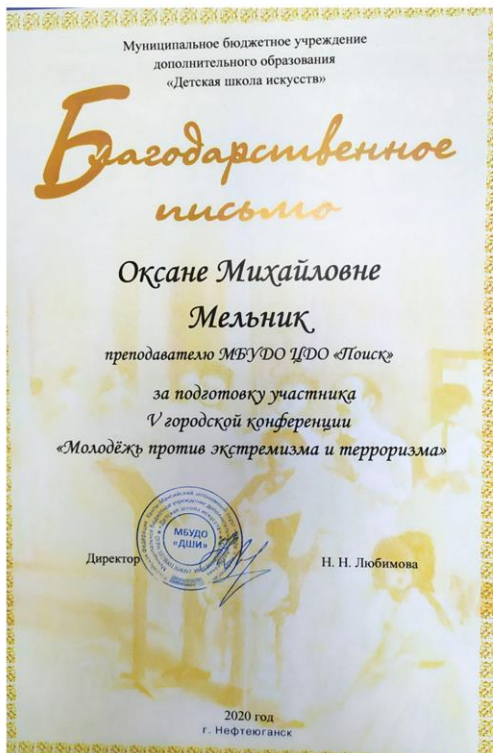 Муниципальное бюджетное учреждение
дополнительного образования
«Детская школа искусств»
Благодарственное
письмо
Оксане Михайловне
Мельник
преподавателю МБУДО ЦДО «Поиск»
за подготовку участника
V городской конференции
«Молодёжь против экстремизма и терроризма»
МБУДО
«ДШИ»
Директор
Н. Н. Любимова
2020 год
г. Нефтеюганск